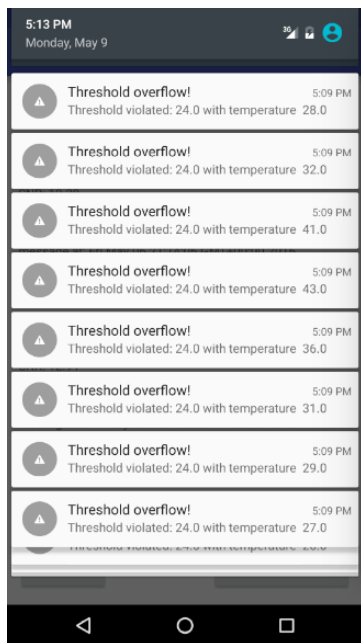 5:13 PM
3G
Monday, May 9
Threshold overflow! 5:09 PM
Threshold violated: 24.0 with temperature 28.0
Threshold overflow! 5:09 PM
Threshold violated: 24.0 with temperature 32.0
Threshold overflow! 5:09 PM
Threshold violated: 24.0 with temperature 41.0
Threshold overflow! 5:09 PM
Threshold violated: 24.0 with temperature 43.0
Threshold overflow! 5:09 PM
Threshold violated: 24.0 with temperature 36.0
Threshold overflow! 5:09 PM
Threshold violated: 24.0 with temperature 31.0
Threshold overflow! 5:09 PM
Threshold violated: 24.0 with temperature 29.0
Threshold overflow! 5:09 PM
Threshold violated: 24.0 with temperature 27.0